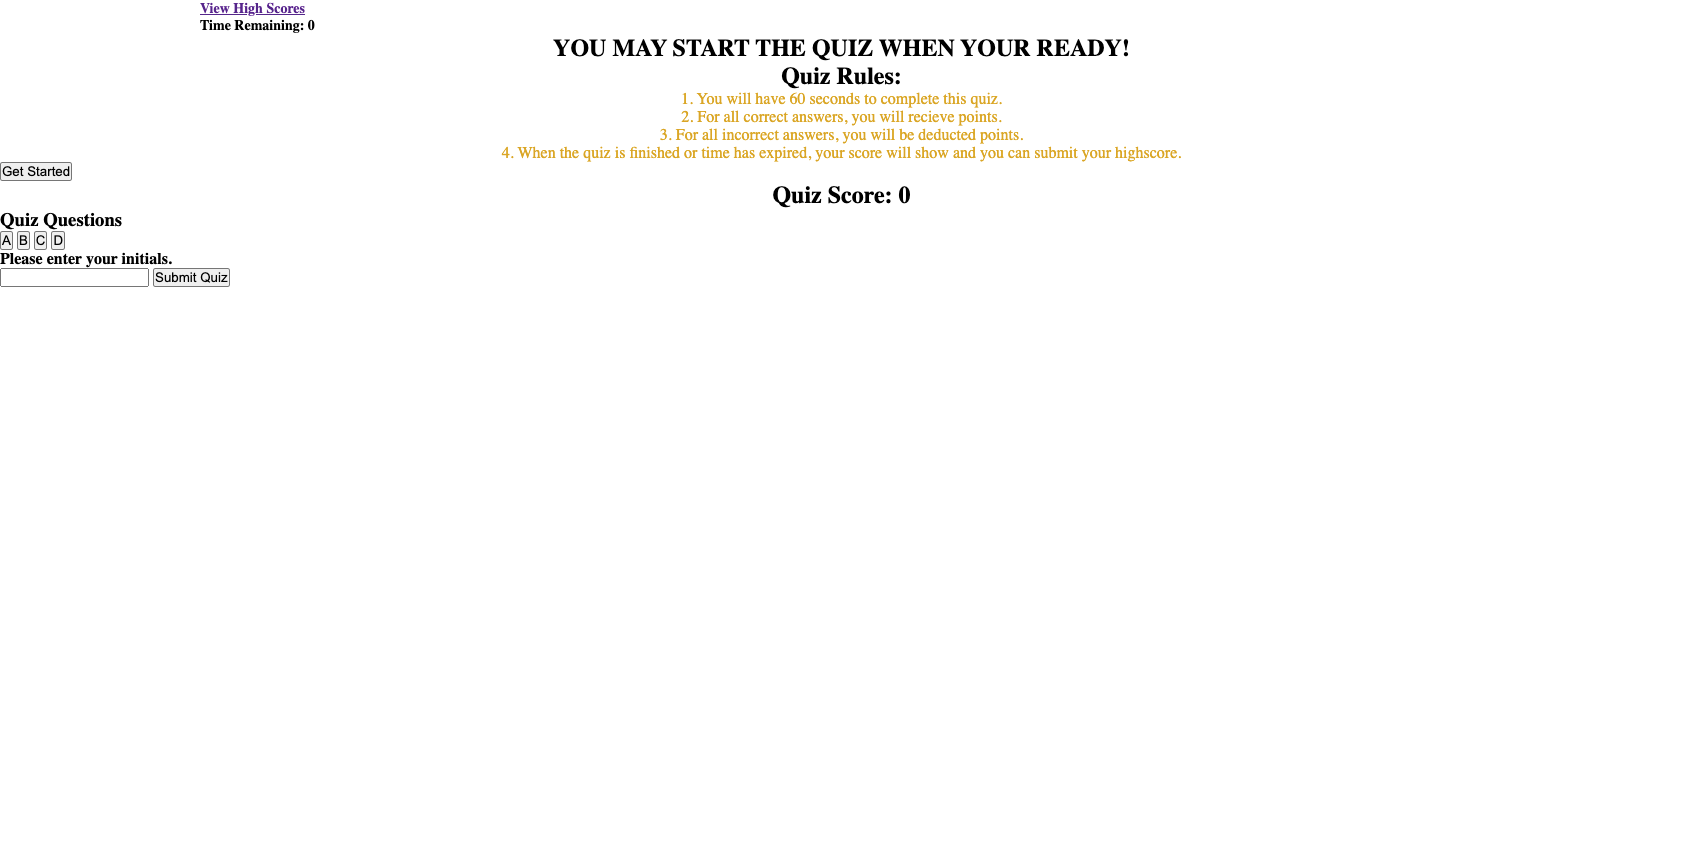 View High Scores
Time Remaining: 0
YOU MAY START THE QUIZ WHEN YOUR READY!
Quiz Rules:
1. You will have 60 seconds to complete this quiz.
2. For all correct answers, you will recieve points.
3. For all incorrect answers, you will be deducted points.
4. When the quiz is finished or time has expired, your score will show and you can submit your highscore.
Get Started
Quiz Score: 0
Quiz Questions
A B C D
Please enter your initials.
Submit Quiz